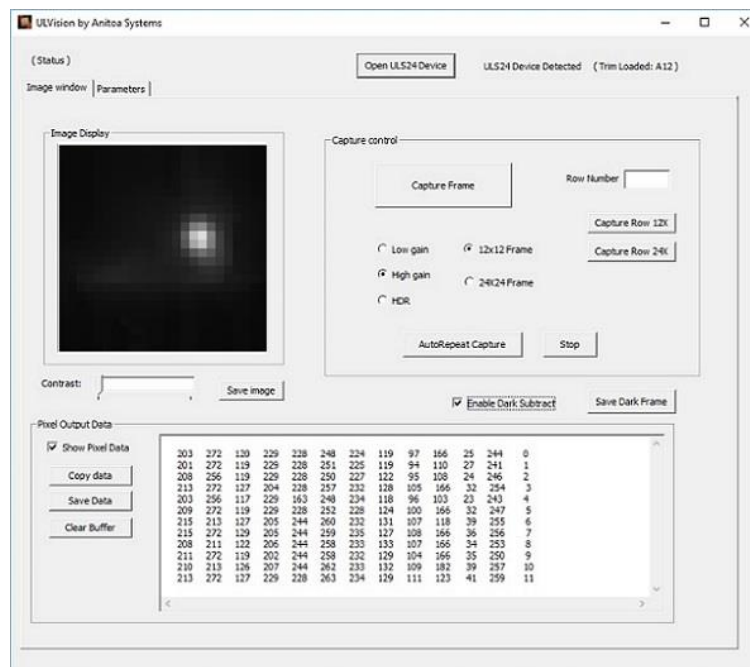 ULVision by Anitoa Systems
( Status )
Open ULS24 Device
ULS24 Device Detected ( Trim Loaded: A12 )
Image window
Parameters
Image Display
Capture control
Capture Frame
Row Number
Capture Row 12X
Low gain
12x12 Frame
Capture Row 24X
High gain
24X24 Frame
HDR
AutoRepeat Capture
Stop
Contrast:
Save image
Enable Dark Subtract
Save Dark Frame
Pixel Output Data
Show Pixel Data
Copy data
Save Data
Clear Buffer
203 272 120 229 228 248 224 119 97 166 25 244 0
201 272 119 229 228 251 225 119 94 110 27 241 1
208 256 119 229 228 250 227 122 95 108 24 246 2
213 272 127 204 228 257 232 128 105 166 32 254 3
203 256 117 229 163 248 234 118 96 103 23 243 4
209 272 119 229 228 252 228 124 100 166 32 247 5
215 213 127 205 244 260 232 131 107 118 39 255 6
215 272 129 205 244 259 235 127 108 166 36 256 7
208 211 122 206 244 258 233 133 107 166 34 253 8
211 272 119 202 244 258 232 129 104 166 35 250 9
210 213 126 207 244 262 233 132 109 182 39 257 10
213 272 127 229 228 263 234 129 111 123 41 259 11